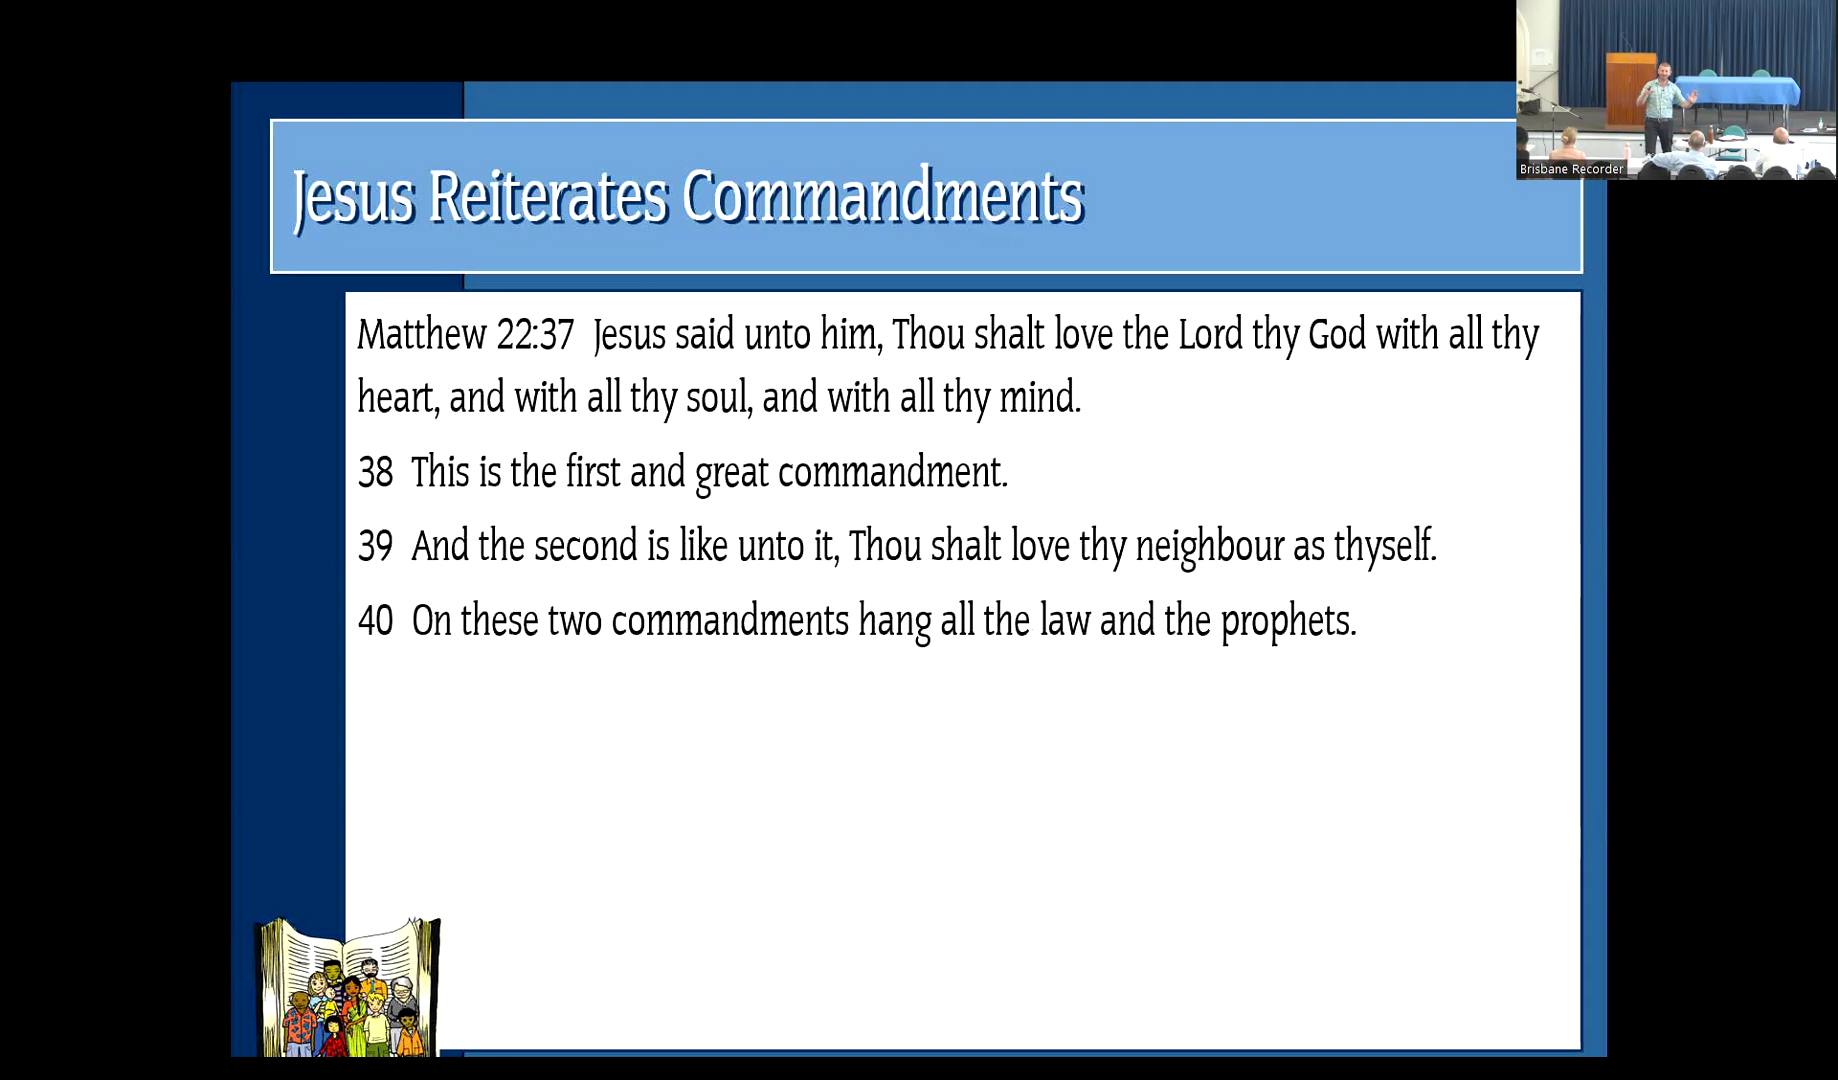 Jesus Reiterates Commandments
Matthew 22:37 Jesus said unto him, Thou shalt love the Lord thy God with all thy
heart, and with all thy soul, and with all thy mind.
38 This is the first and great commandment.
39 And the second is like unto it, Thou shalt love thy neighbour as thyself.
40 On these two commandments hang all the law and the prophets.
Brisbane Recorder